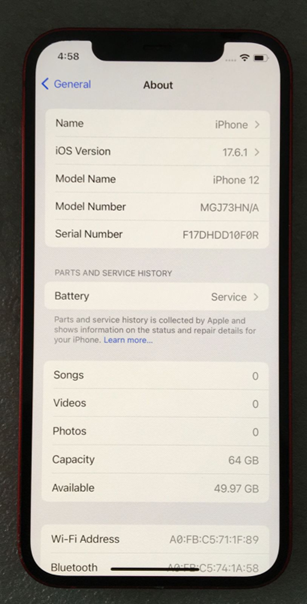 4:58
General About
Name iPhone
iOS Version 17.6.1
Model Name iPhone 12
Model Number MGJ73HN/A
Serial Number F17DHDD10F0R
PARTS AND SERVICE HISTORY
Battery Service
Parts and service history is collected by Apple and
shows information on the status and repair details for
your iPhone. Learn more...
Songs 0
Videos 0
Photos 0
Capacity 64 GB
Available 49.97 GB
Wi-Fi Address A0:FB:C5:71:1F:89
Bluetooth A0:FB:C5:74:1A:58